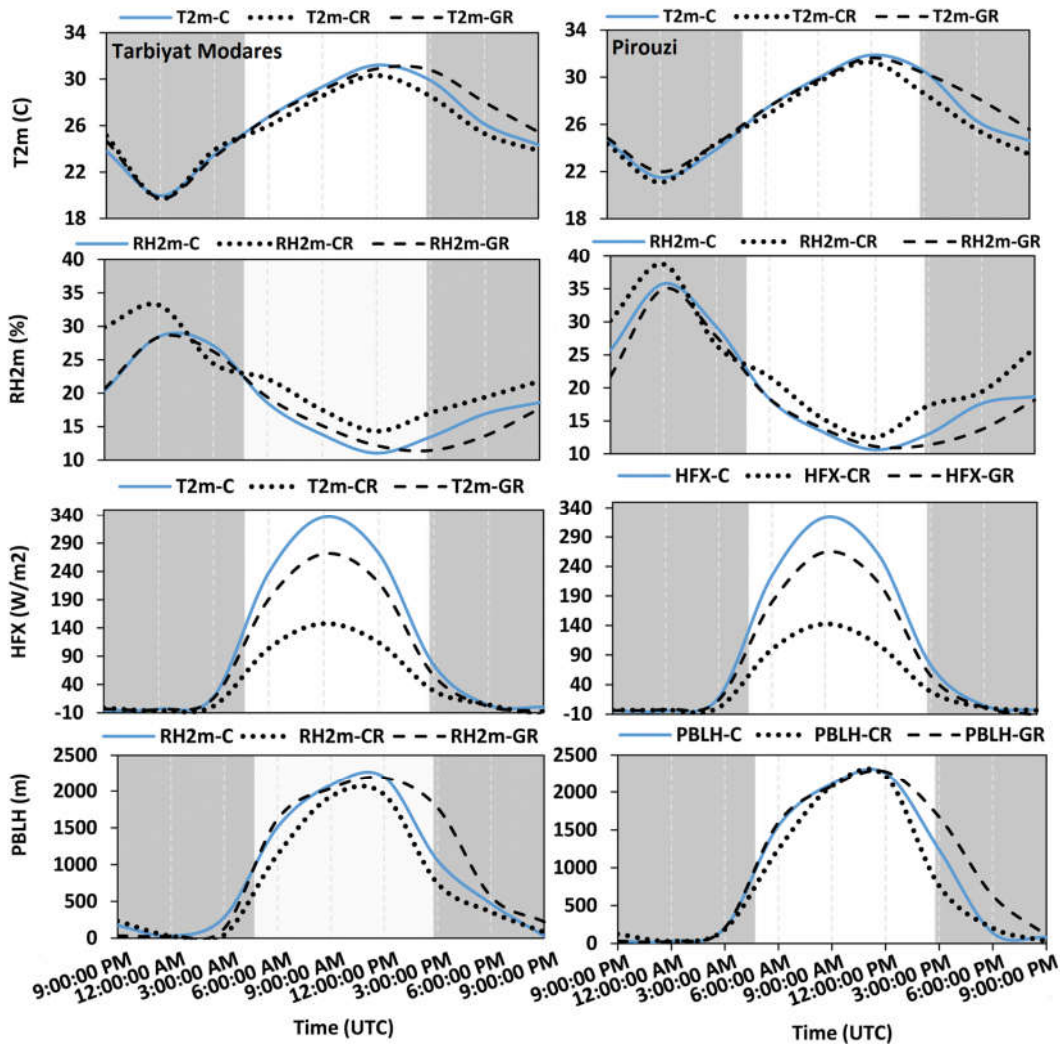 T2m-C T2m-CR T2m-GR
T2m-C T2m-CR T2m-GR
Tarbiyat Modares
Pirouzi
T2m (C)
34
30
26
22
18
34
30
26
22
18
RH2m-C RH2m-CR RH2m-GR
RH2m-C RH2m-CR RH2m-GR
RH2m (%)
40
35
30
25
20
15
10
40
35
30
25
20
15
10
T2m-C T2m-CR T2m-GR
HFX-C HFX-CR HFX-GR
HFX (W/m2)
340
290
240
190
140
90
40
-10
340
290
240
190
140
90
40
-10
RH2m-C RH2m-CR RH2m-GR
PBLH-C PBLH-CR PBLH-GR
PBLH (m)
2500
2000
1500
1000
500
0
2500
2000
1500
1000
500
0
9:00:00 PM
12:00:00 AM
3:00:00 AM
6:00:00 AM
9:00:00 AM
12:00:00 PM
3:00:00 PM
6:00:00 PM
9:00:00 PM
9:00:00 PM
12:00:00 AM
3:00:00 AM
6:00:00 AM
9:00:00 AM
12:00:00 PM
3:00:00 PM
6:00:00 PM
9:00:00 PM
Time (UTC)
Time (UTC)